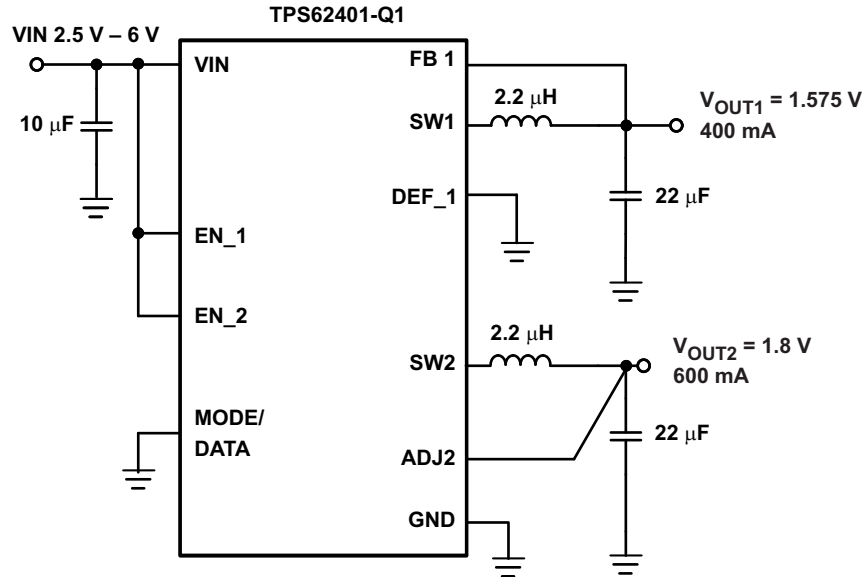 TPS62401-Q1
VIN 2.5 V – 6 V
VIN
FB 1
2.2 μH
VOUT1 = 1.575 V
400 mA
10 μF
SW1
DEF_1
22 μF
EN_1
EN_2
2.2 μH
VOUT2 = 1.8 V
600 mA
SW2
MODE/
DATA
22 μF
ADJ2
GND